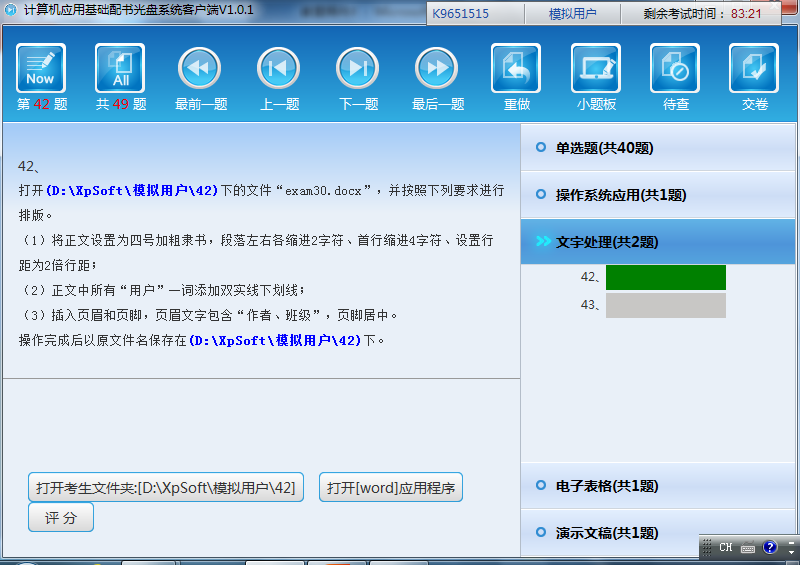 计算机应用基础配书光盘系统客户端V1.0.1
K9651515
模拟用户
剩余考试时间：83:21
Now
All
第 42 题
共 49 题
最前一题
上一题
下一题
最后一题
重做
小题板
待查
交卷
42、
打开(D:\XpSoft\模拟用户\42)下的文件“exam30.docx”，并按照下列要求进行
排版。
（1）将正文设置为四号加粗隶书，段落左右各缩进2字符、首行缩进4字符、设置行
距为2倍行距；
（2）正文中所有“用户”一词添加双实线下划线；
（3）插入页眉和页脚，页眉文字包含“作者、班级”，页脚居中。
操作完成后以原文件名保存在(D:\XpSoft\模拟用户\42)下。
打开考生文件夹:[D:\XpSoft\模拟用户\42]
打开[word]应用程序
评 分
单选题(共40题)
操作系统应用(共1题)
文字处理(共2题)
42、
43、
电子表格(共1题)
演示文稿(共1题)
CH